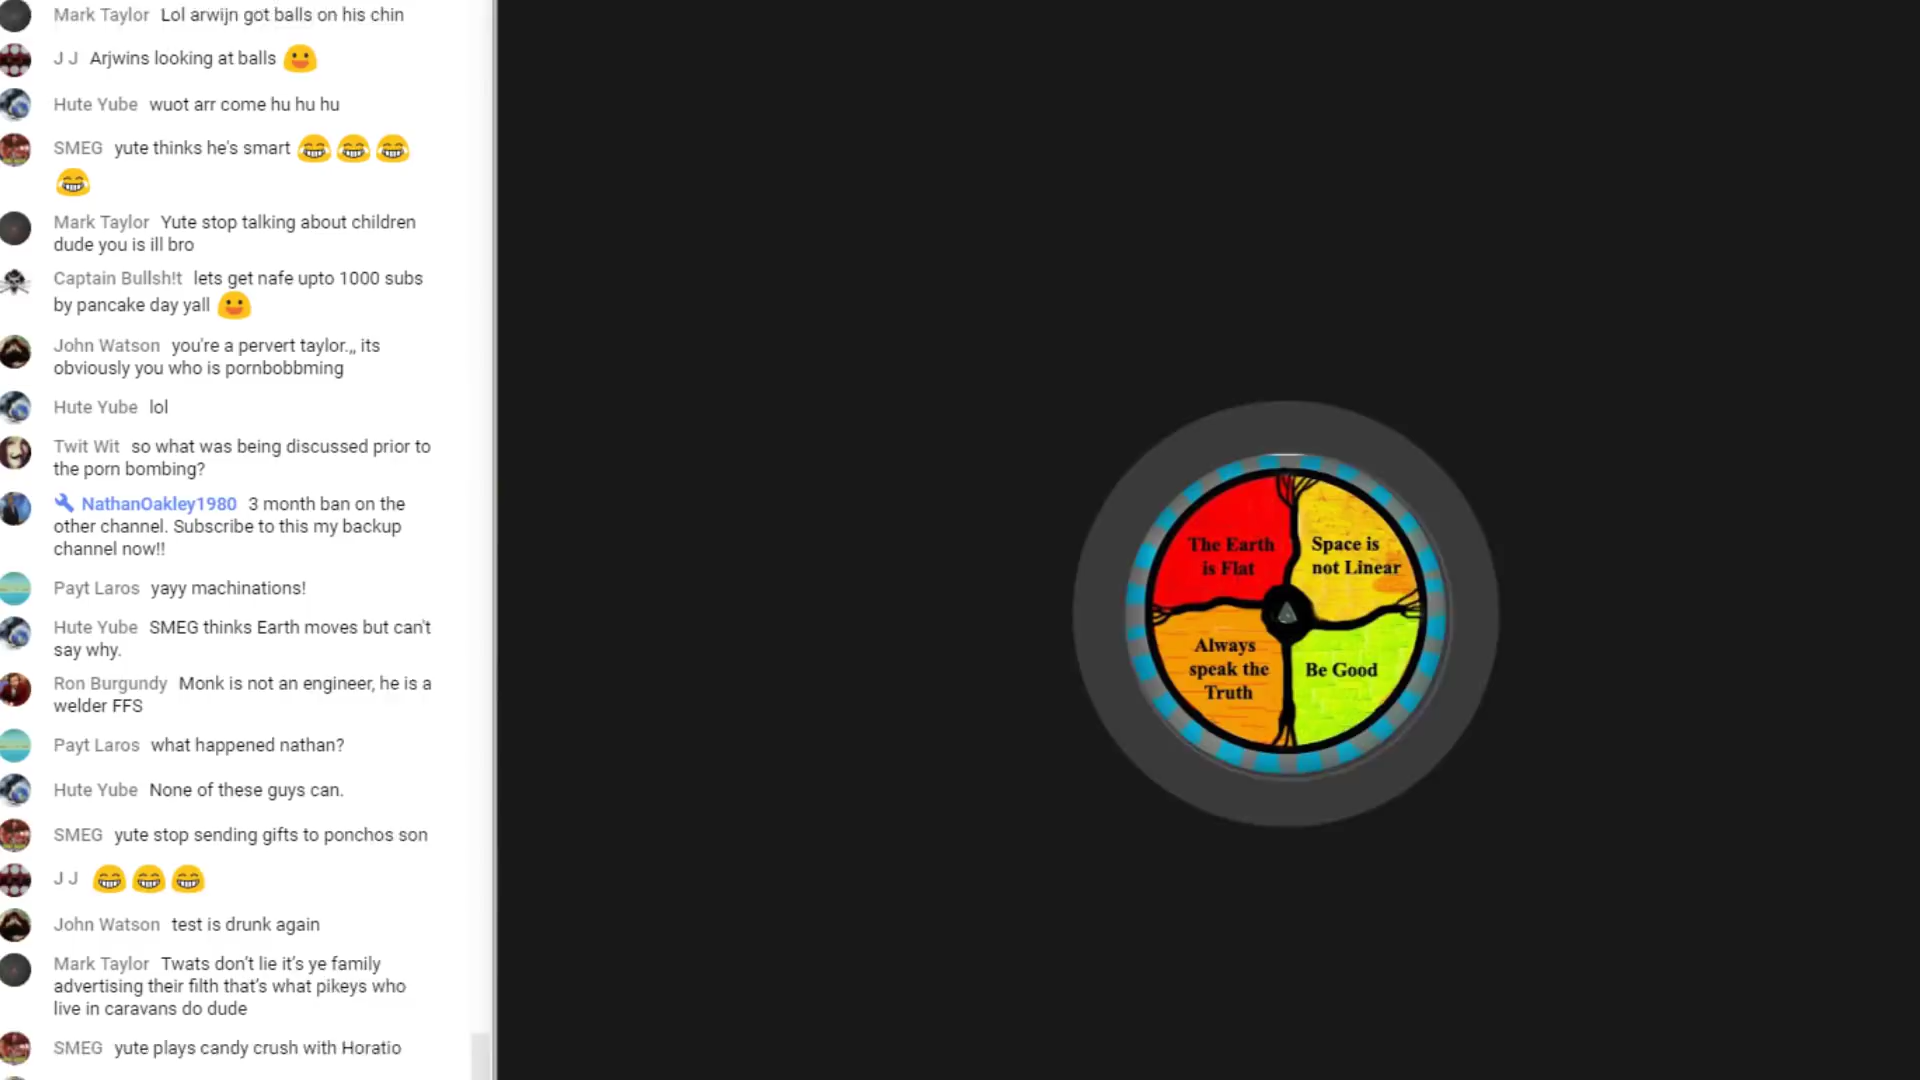 Mark Taylor Lol arwijn got balls on his chin
J J Arjwins looking at balls 😃
Hute Yube wuot arr come hu hu hu
SMEG yute thinks he's smart 😂 😂 😂
😂
Mark Taylor Yute stop talking about children
dude you is ill bro
Captain Bullsh!t lets get nafe upto 1000 subs
by pancake day yall 😃
John Watson you're a pervert taylor.,, its
obviously you who is pornbobbming
Hute Yube lol
Twit Wit so what was being discussed prior to
the porn bombing?
NathanOakley1980 3 month ban on the
other channel. Subscribe to this my backup
channel now!!
Payt Laros yayy machinations!
Hute Yube SMEG thinks Earth moves but can't
say why.
Ron Burgundy Monk is not an engineer, he is a
welder FFS
Payt Laros what happened nathan?
Hute Yube None of these guys can.
SMEG yute stop sending gifts to ponchos son
J J 😂 😂 😂
John Watson test is drunk again
Mark Taylor Twats don’t lie it’s ye family
advertising their filth that’s what pikeys who
live in caravans do dude
SMEG yute plays candy crush with Horatio
The Earth
is Flat
Space is
not Linear
Always
speak the
Truth
Be Good